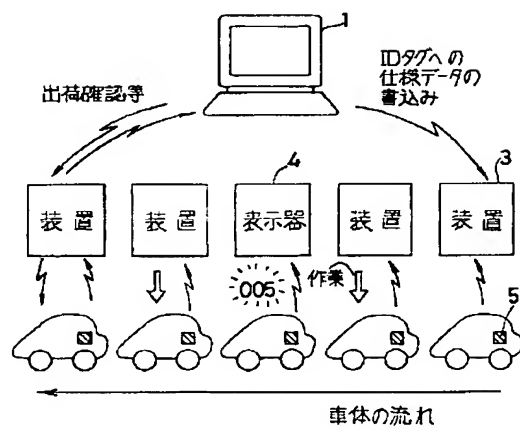 1
IDタグへの
仕様データの
書込み
出荷確認等
4
3
装置
装置
表示器
装置
装置
005
作業
5
車体の流れ